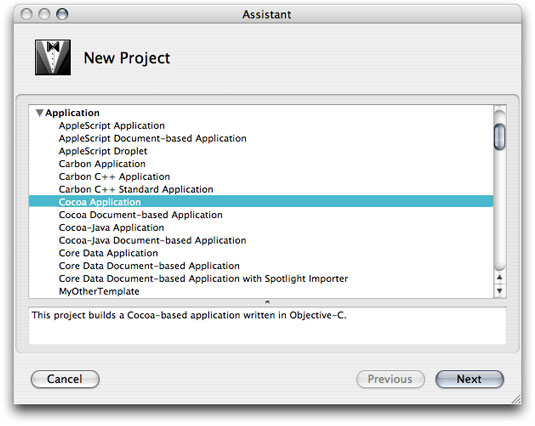 Assistant
New Project
Application
AppleScript Application
AppleScript Document-based Application
AppleScript Droplet
Carbon Application
Carbon C++ Application
Carbon C++ Standard Application
Cocoa Application
Cocoa Document-based Application
Cocoa-Java Application
Cocoa-Java Document-based Application
Core Data Application
Core Data Document-based Application
Core Data Document-based Application with Spotlight Importer
MyOtherTemplate
This project builds a Cocoa-based application written in Objective-C.
Cancel Previous Next